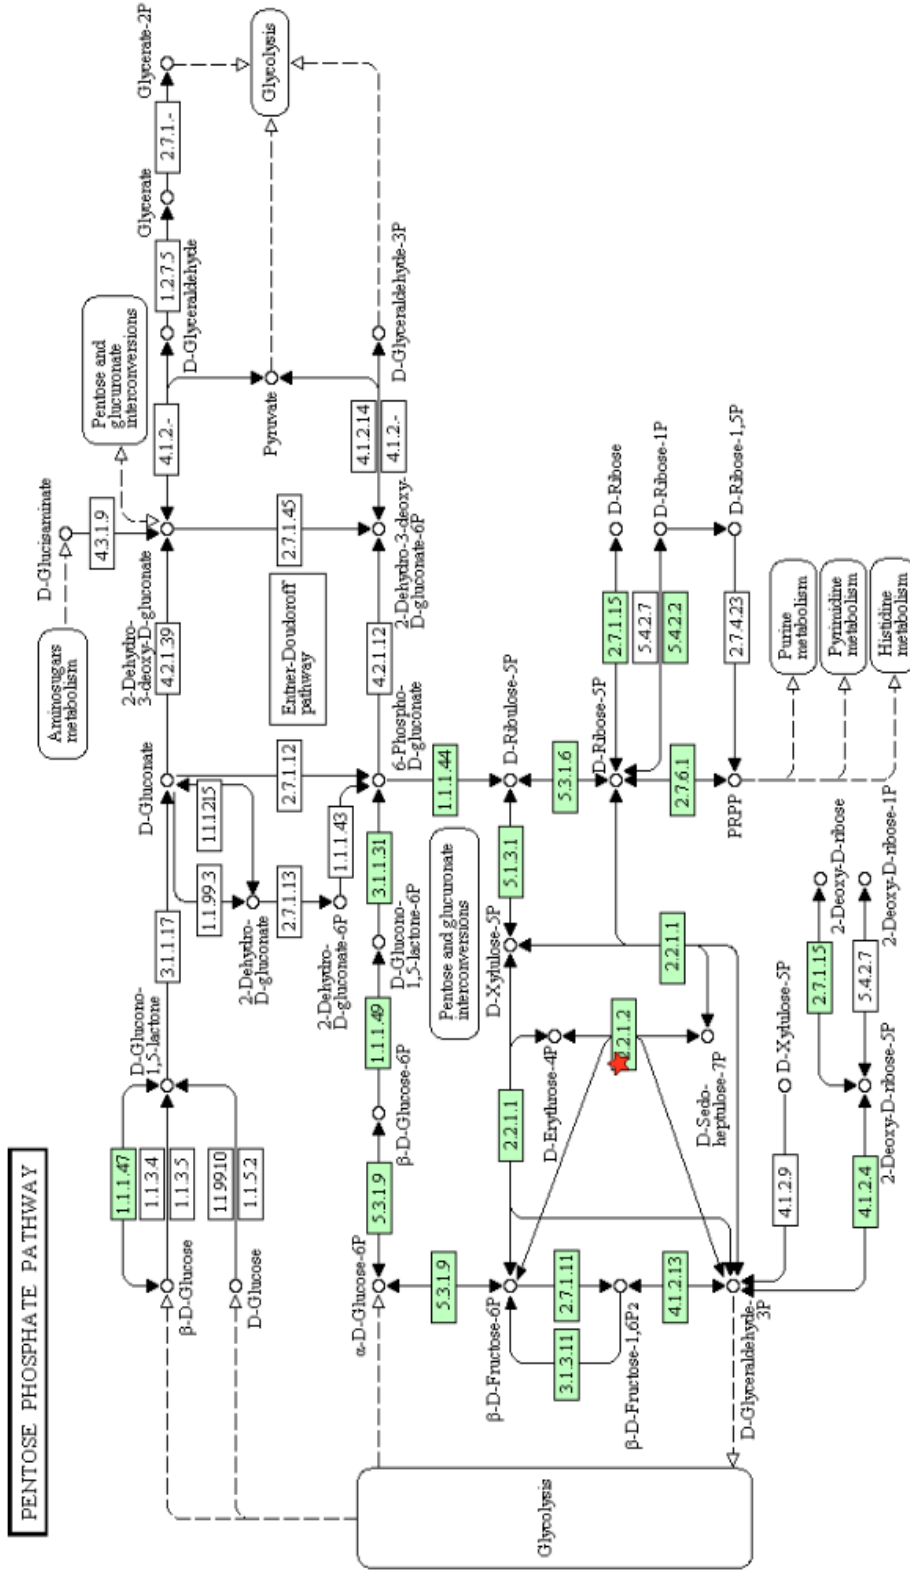 PENTOSE PHOSPHATE PATHWAY
Glycolysis
β-D-Glucose
D-Glucose
1.1.1.47
1.1.3.4
1.1.3.5
1.1.99.10
1.1.5.2
D-Glucono-
1,5-lactone
3.1.1.17
D-Gluconate
1.1.99.3
1.1.1.215
2-Dehydro-
D-gluconate
2.7.1.13
2-Dehydro-
D-gluconate-6P
1.1.1.43
2.7.1.12
4.2.1.39
2-Dehydro-
3-deoxy-D-gluconate
Aminosugars
metabolism
D-Glucisaminate
4.3.1.9
Pentose and
glucuronate
interconversions
4.1.2.-
D-Glyceraldehyde
1.2.7.5
Glycerate
2.7.1.-
Glycerate-2P
Glycolysis
2.7.1.45
Entner-Doudoroff
pathway
Pyruvate
α-D-Glucose-6P
5.3.1.9
β-D-Glucose-6P
1.1.1.49
D-Glucono-
1,5-lactone-6P
3.1.1.31
6-Phospho-
D-gluconate
4.2.1.12
2-Dehydro-3-deoxy-
D-gluconate-6P
4.1.2.14
4.1.2.-
D-Glyceraldehyde-3P
5.3.1.9
1.1.1.44
Pentose and glucuronate
interconversions
β-D-Fructose-6P
2.2.1.1
D-Xylulose-5P
5.1.3.1
D-Ribulose-5P
3.1.3.11
2.7.1.11
D-Erythrose-4P
5.3.1.6
β-D-Fructose-1,6P2
2.2.1.2
D-Ribose-5P
2.7.1.15
D-Ribose
5.4.2.7
5.4.2.2
D-Ribose-1P
4.1.2.13
D-Sedo-
heptulose-7P
2.2.1.1
2.7.6.1
2.7.4.23
D-Ribose-1,5P
D-Glyceraldehyde-
3P
PRPP
4.1.2.9
D-Xylulose-5P
Purine
metabolism
Pyrimidine
metabolism
Histidine
metabolism
4.1.2.4
2-Deoxy-D-ribose-5P
2.7.1.15
5.4.2.7
2-Deoxy-D-ribose
2-Deoxy-D-ribose-1P